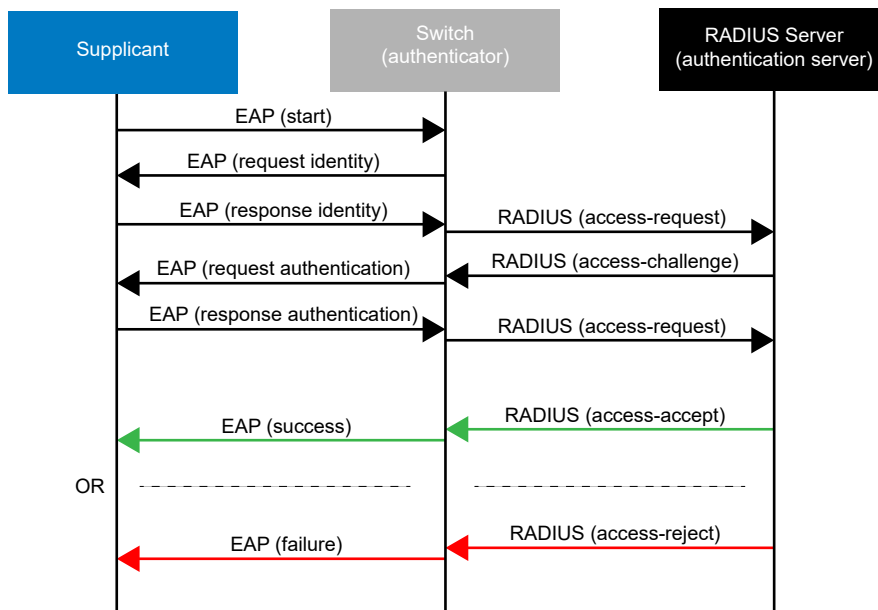 Supplicant
Switch
(authenticator)
RADIUS Server
(authentication server)
EAP (start)
EAP (request identity)
EAP (response identity)
RADIUS (access-request)
RADIUS (access-challenge)
EAP (request authentication)
EAP (response authentication)
RADIUS (access-request)
RADIUS (access-accept)
EAP (success)
OR
RADIUS (access-reject)
EAP (failure)